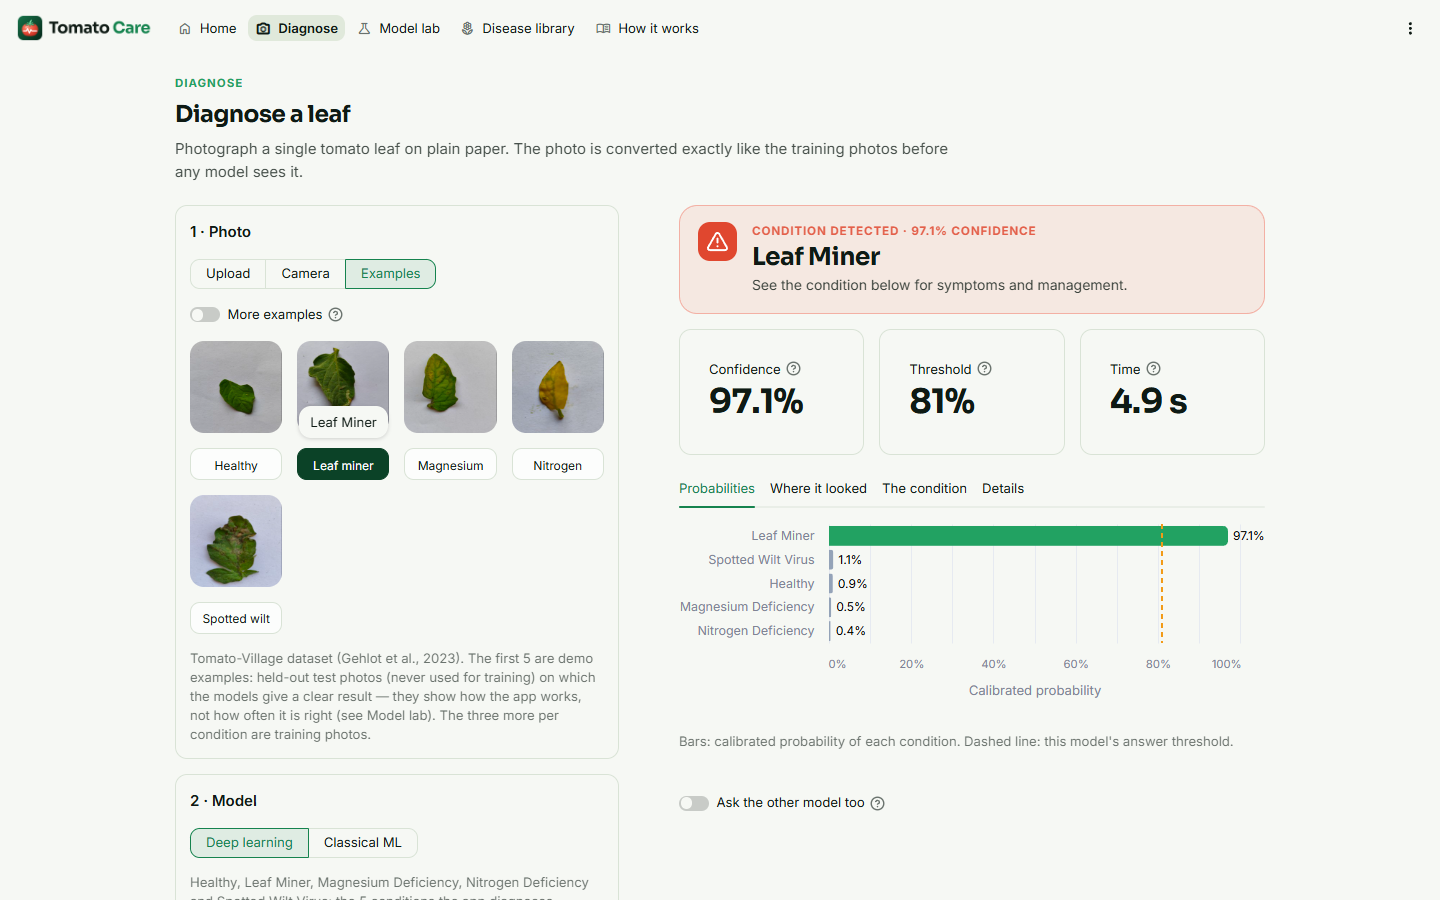 Tomato Care
Home
Diagnose
Model lab
Disease library
How it works
DIAGNOSE
Diagnose a leaf
Photograph a single tomato leaf on plain paper. The photo is converted exactly like the training photos before
any model sees it.
1 · Photo
Upload
Camera
Examples
More examples
Leaf Miner
Healthy
Leaf miner
Magnesium
Nitrogen
Spotted wilt
Tomato-Village dataset (Gehlot et al., 2023). The first 5 are demo
examples: held-out test photos (never used for training) on which
the models give a clear result — they show how the app works,
not how often it is right (see Model lab). The three more per
condition are training photos.
2 · Model
Deep learning
Classical ML
Healthy, Leaf Miner, Magnesium Deficiency, Nitrogen Deficiency
and Spotted Wilt Virus: the 5 conditions the app diagnoses.
CONDITION DETECTED · 97.1% CONFIDENCE
Leaf Miner
See the condition below for symptoms and management.
Confidence
97.1%
Threshold
81%
Time
4.9 s
Probabilities
Where it looked
The condition
Details
Leaf Miner
97.1%
Spotted Wilt Virus
1.1%
Healthy
0.9%
Magnesium Deficiency
0.5%
Nitrogen Deficiency
0.4%
0%
20%
40%
60%
80%
100%
Calibrated probability
Bars: calibrated probability of each condition. Dashed line: this model's answer threshold.
Ask the other model too